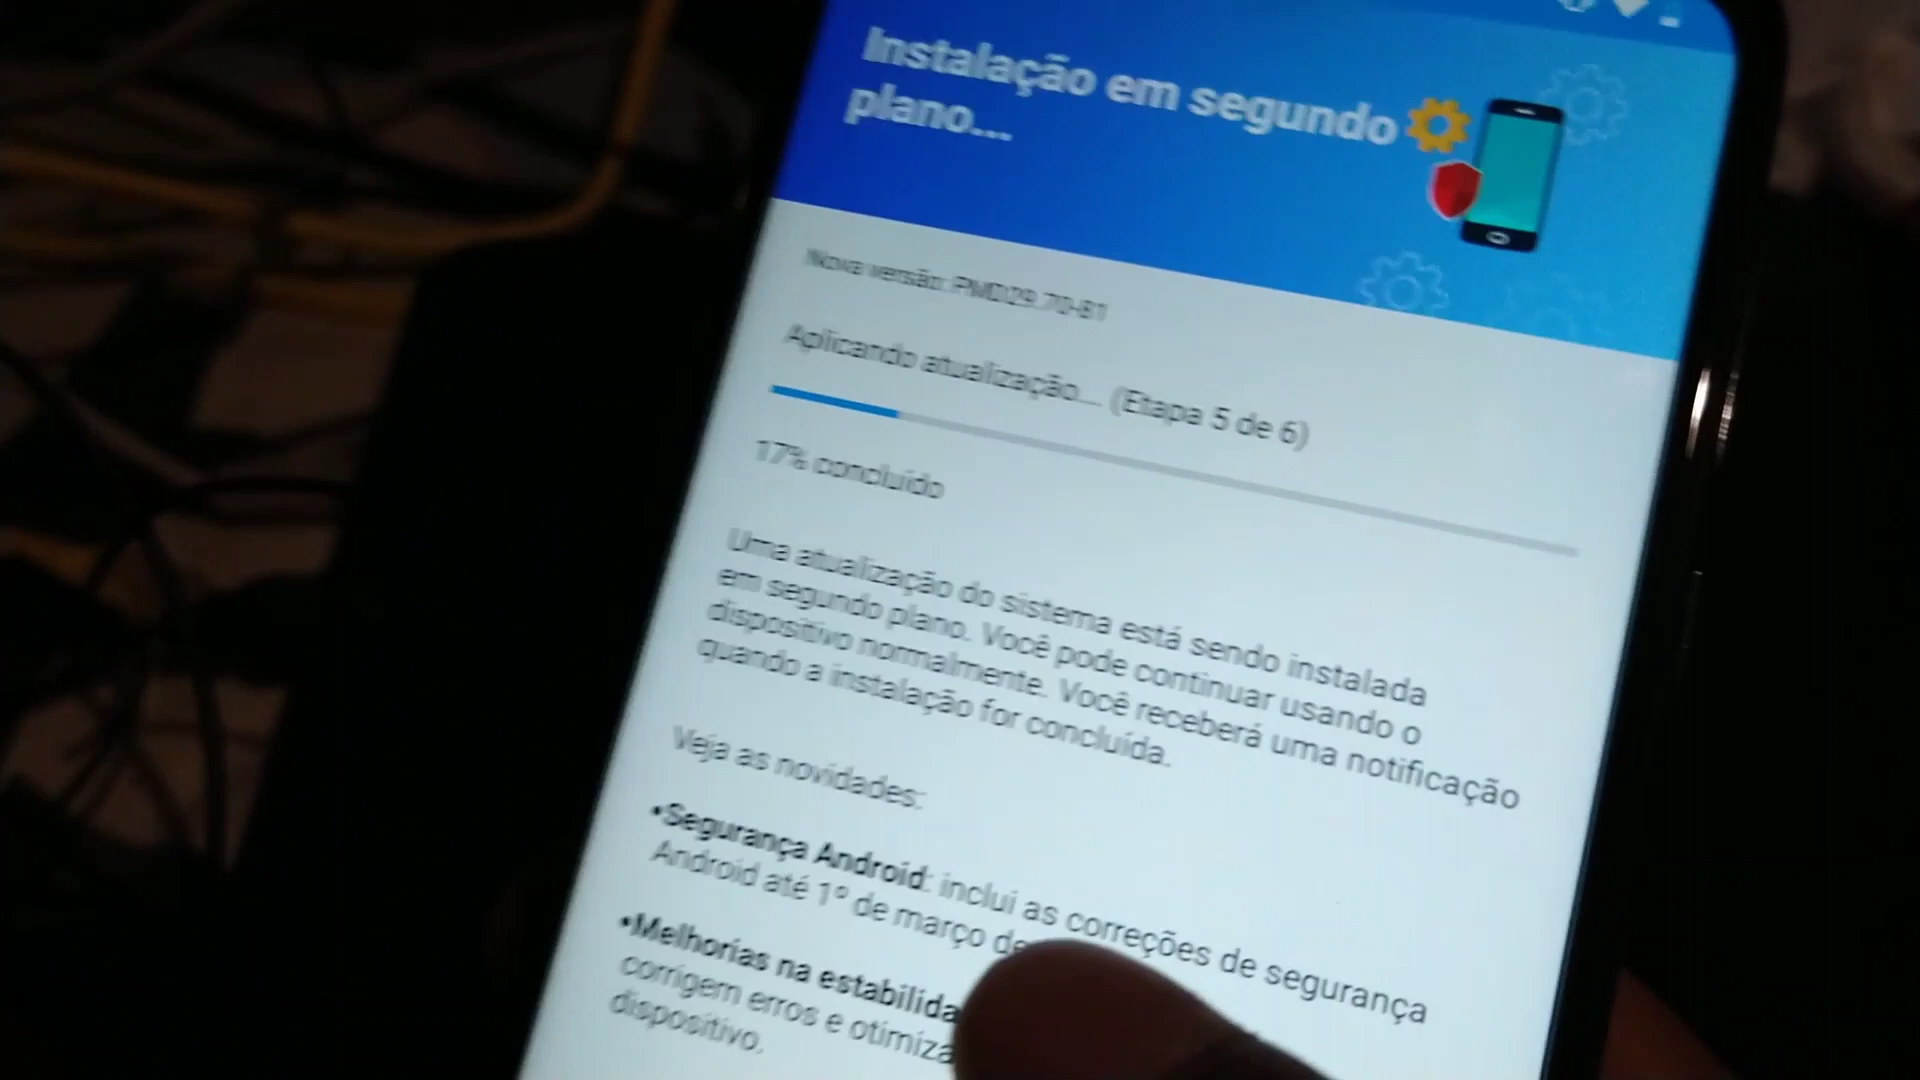 Instalação em segundo
plano...
Nova versão: PMD29.70-81
Aplicando atualização... (Etapa 5 de 6)
17% concluído
Uma atualização do sistema está sendo instalada
em segundo plano. Você pode continuar usando o
dispositivo normalmente. Você receberá uma notificação
quando a instalação for concluída.
Veja as novidades:
•Segurança Android: inclui as correções de segurança
Android até 1º de março de
•Melhorias na estabilida
corrigem erros e otimiza
dispositivo.